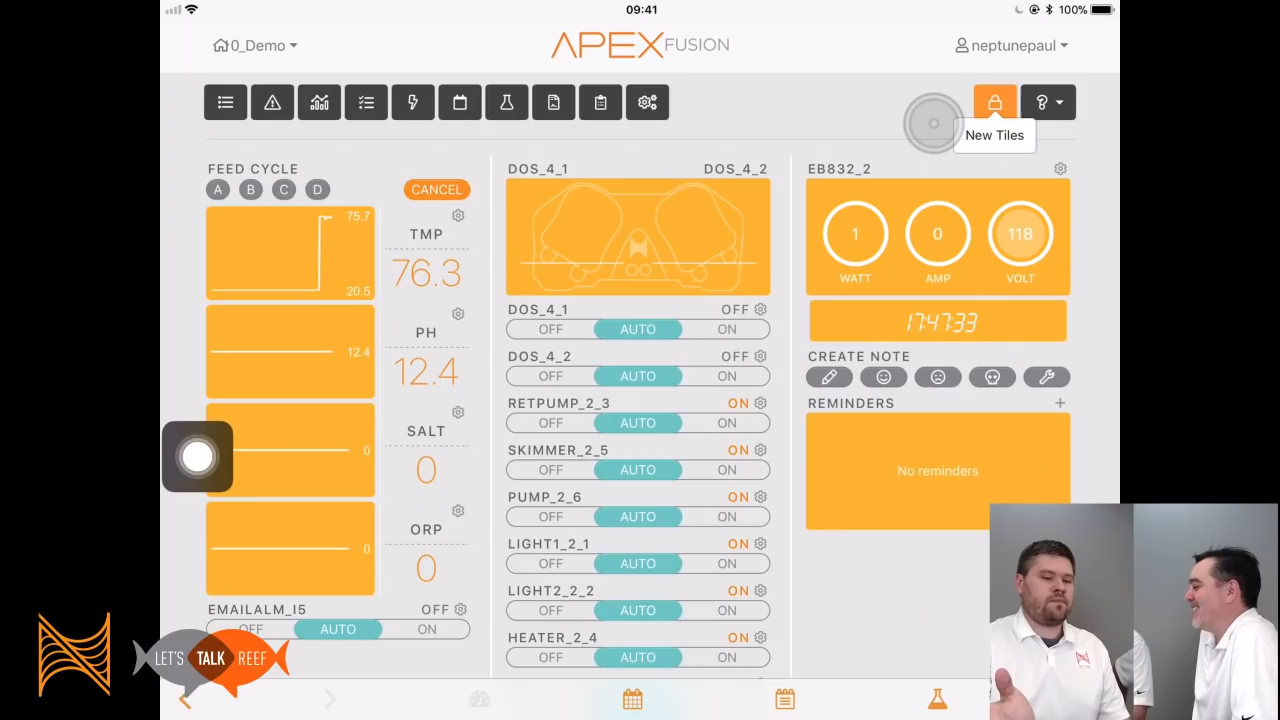 09:41
100%
0_Demo
APEX FUSION
neptunepaul
?
New Tiles
FEED CYCLE
A B C D
CANCEL
75.7
20.5
TMP
76.3
12.4
PH
12.4
0
SALT
0
0
ORP
0
EMAILALM_I5 OFF
OFF AUTO ON
DOS_4_1 DOS_4_2
DOS_4_1 OFF
OFF AUTO ON
DOS_4_2 OFF
OFF AUTO ON
RETPUMP_2_3 ON
OFF AUTO ON
SKIMMER_2_5 ON
OFF AUTO ON
PUMP_2_6 ON
OFF AUTO ON
LIGHT1_2_1 ON
OFF AUTO ON
LIGHT2_2_2 ON
OFF AUTO ON
HEATER_2_4 ON
OFF AUTO ON
EB832_2
1 0 118
WATT AMP VOLT
17:47:33
CREATE NOTE
REMINDERS +
No reminders
LET'S TALK REEF